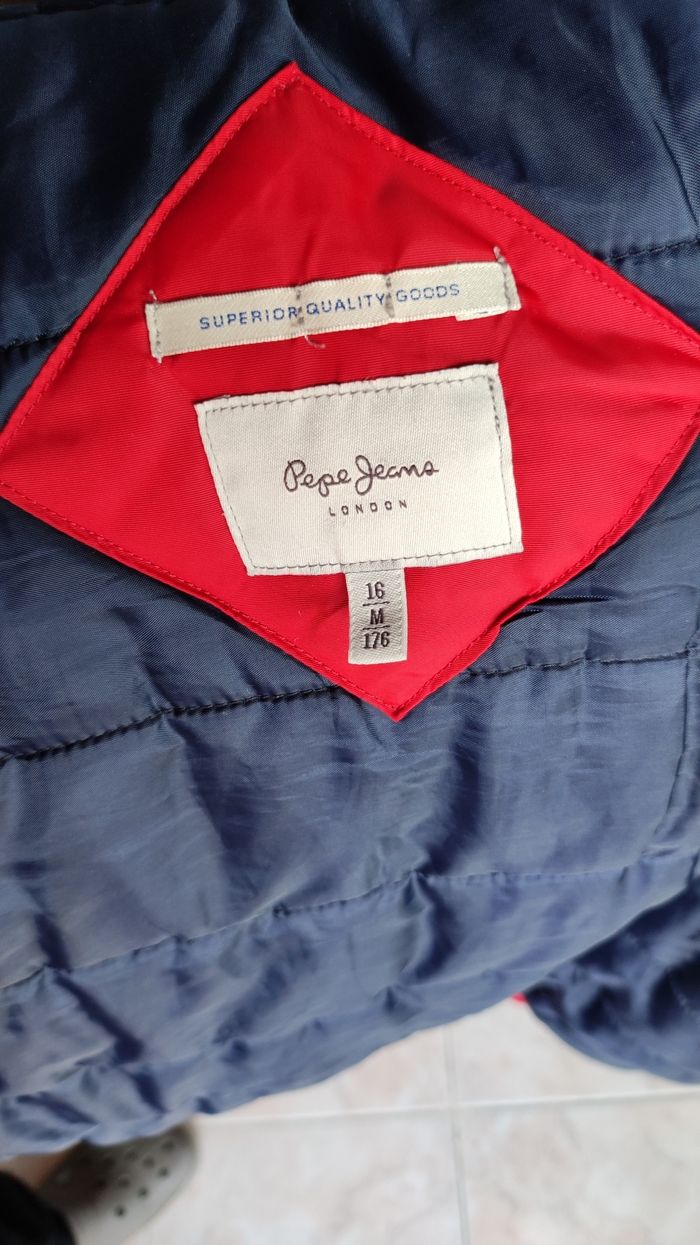 SUPERIOR QUALITY GOODS
Pepe Jeans
LONDON
16
M
176